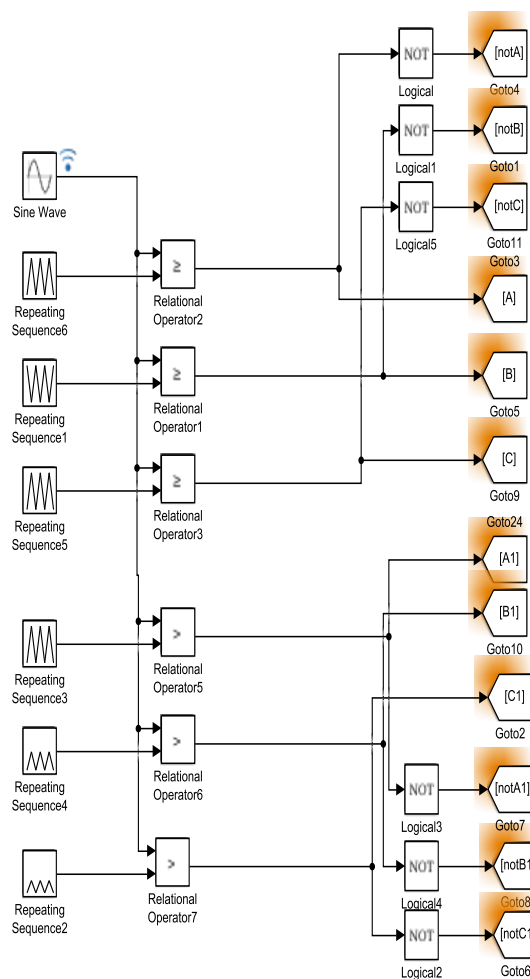 NOT
[notA]
Logical
Goto4
NOT
[notB]
Logical1
Goto1
Sine Wave
NOT
[notC]
Logical5
Goto11
Goto3
≥
Relational
Operator2
Repeating
Sequence6
[A]
≥
Relational
Operator1
Repeating
Sequence1
[B]
Goto5
≥
Relational
Operator3
Repeating
Sequence5
[C]
Goto9
Goto24
[A1]
[B1]
Goto10
>
Relational
Operator5
Repeating
Sequence3
[C1]
Goto2
>
Relational
Operator6
Repeating
Sequence4
NOT
[notA1]
Logical3
Goto7
>
Relational
Operator7
Repeating
Sequence2
NOT
[notB1
Logical4
Goto8
NOT
[notC1
Logical2
Goto6